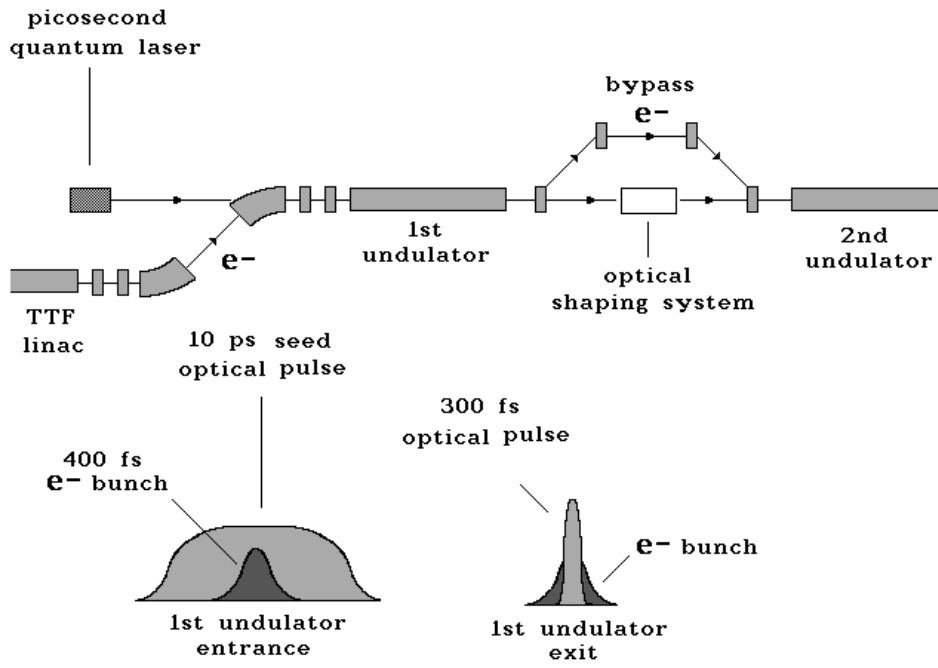 picosecond
quantum laser
bypass
e-
e-
1st
undulator
2nd
undulator
optical
shaping system
TTF
linac
10 ps seed
optical pulse
300 fs
optical pulse
400 fs
e- bunch
e- bunch
1st undulator
entrance
1st undulator
exit